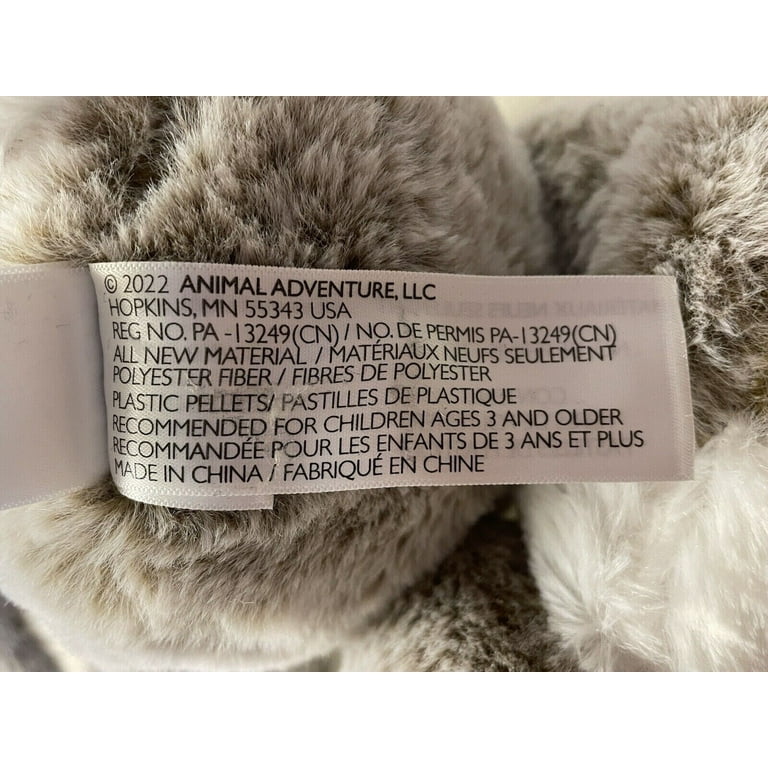 © 2022 ANIMAL ADVENTURE, LLC
HOPKINS, MN 55343 USA
REG NO. PA -13249(CN) / NO. DE PERMIS PA-13249(CN)
ALL NEW MATERIAL / MATÉRIAUX NEUFS SEULEMENT
POLYESTER FIBER / FIBRES DE POLYESTER
PLASTIC PELLETS/ PASTILLES DE PLASTIQUE
RECOMMENDED FOR CHILDREN AGES 3 AND OLDER
RECOMMANDÉE POUR LES ENFANTS DE 3 ANS ET PLUS
MADE IN CHINA / FABRIQUÉ EN CHINE